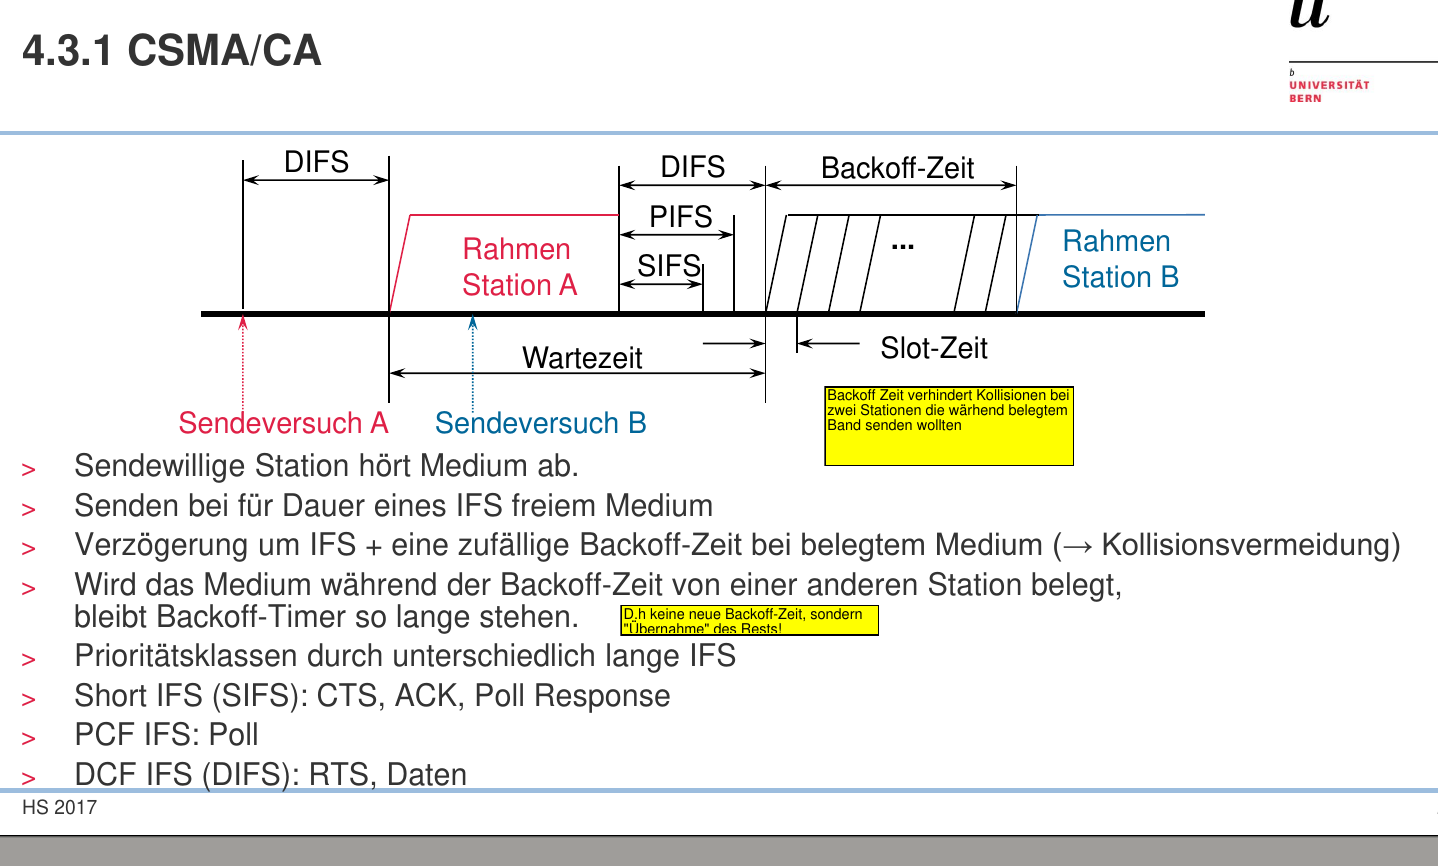 4.3.1 CSMA/CA
u
b
UNIVERSITÄT
BERN
DIFS
DIFS
Backoff-Zeit
PIFS
SIFS
Rahmen
Station A
...
Rahmen
Station B
Wartezeit
Slot-Zeit
Sendeversuch A
Sendeversuch B
Backoff Zeit verhindert Kollisionen bei
zwei Stationen die wärhend belegtem
Band senden wollten
> Sendewillige Station hört Medium ab.
> Senden bei für Dauer eines IFS freiem Medium
> Verzögerung um IFS + eine zufällige Backoff-Zeit bei belegtem Medium (→ Kollisionsvermeidung)
> Wird das Medium während der Backoff-Zeit von einer anderen Station belegt,
bleibt Backoff-Timer so lange stehen.
D.h keine neue Backoff-Zeit, sondern
"Übernahme" des Rests!
> Prioritätsklassen durch unterschiedlich lange IFS
> Short IFS (SIFS): CTS, ACK, Poll Response
> PCF IFS: Poll
> DCF IFS (DIFS): RTS, Daten
HS 2017